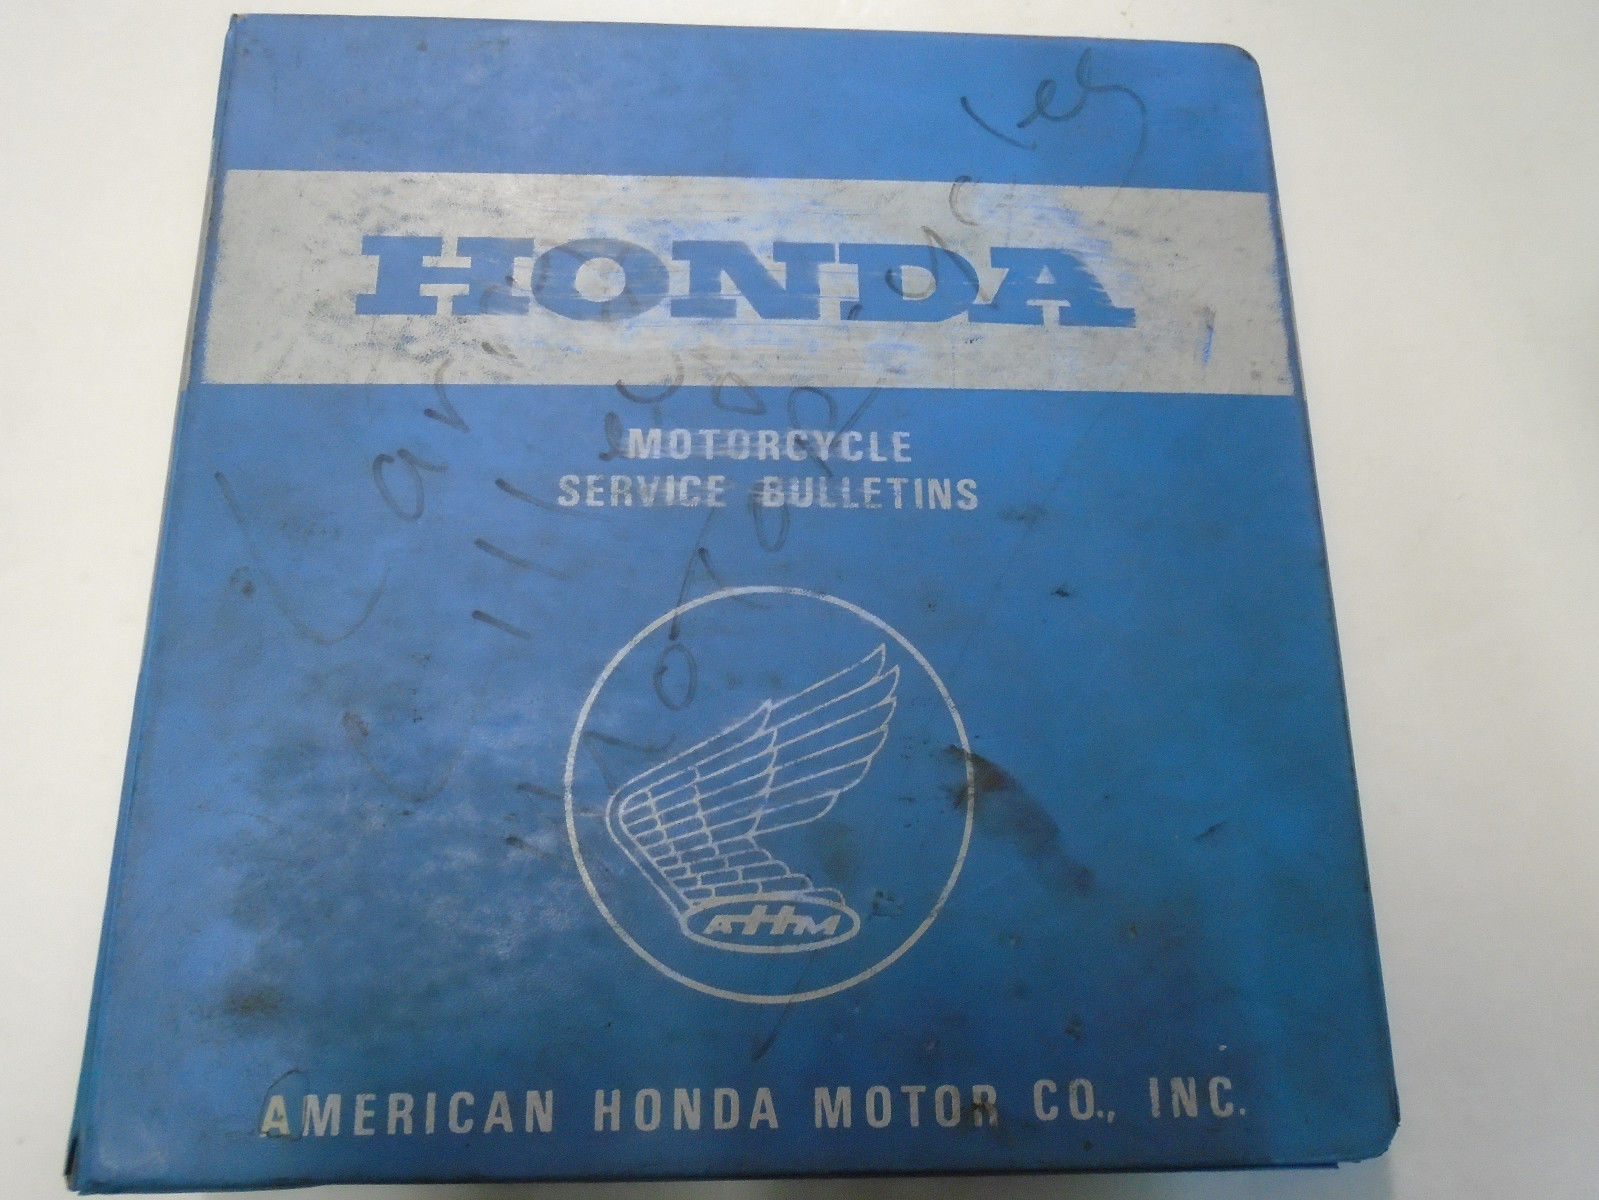 HONDA
MOTORCYCLE
SERVICE BULLETINS
AHM
AMERICAN HONDA MOTOR CO., INC.